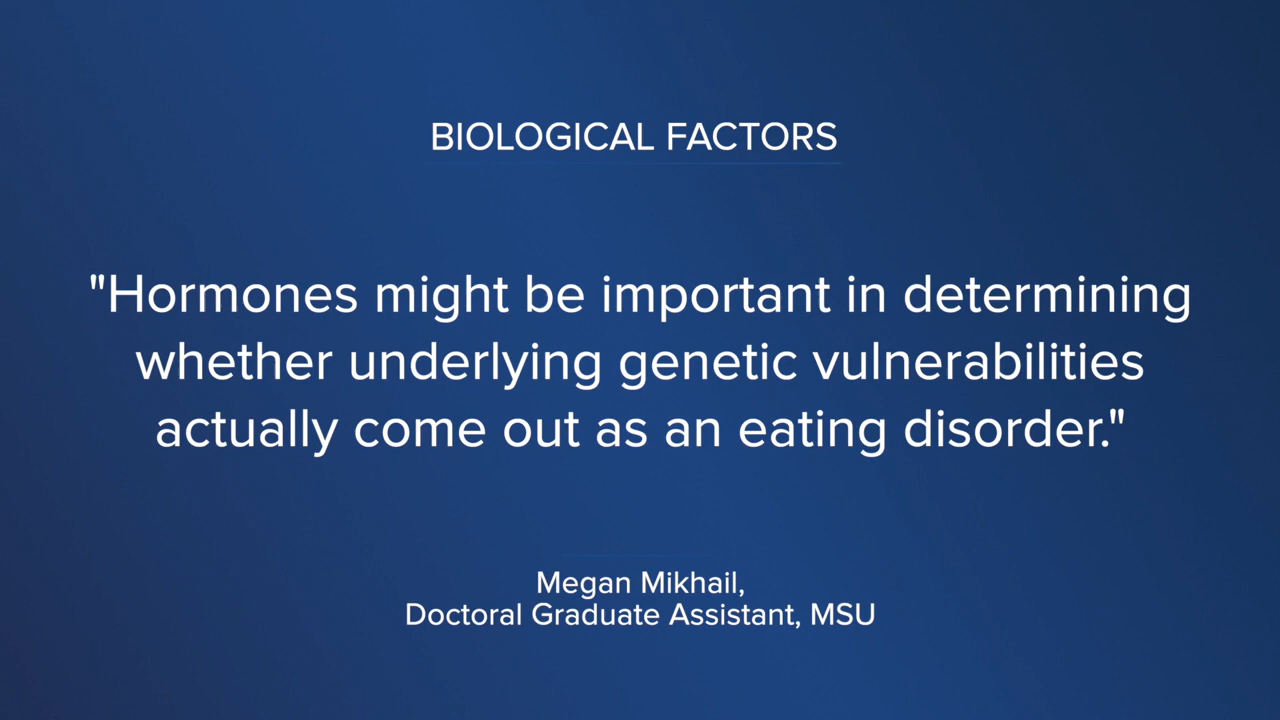 BIOLOGICAL FACTORS
"Hormones might be important in determining
whether underlying genetic vulnerabilities
actually come out as an eating disorder."
Megan Mikhail,
Doctoral Graduate Assistant, MSU